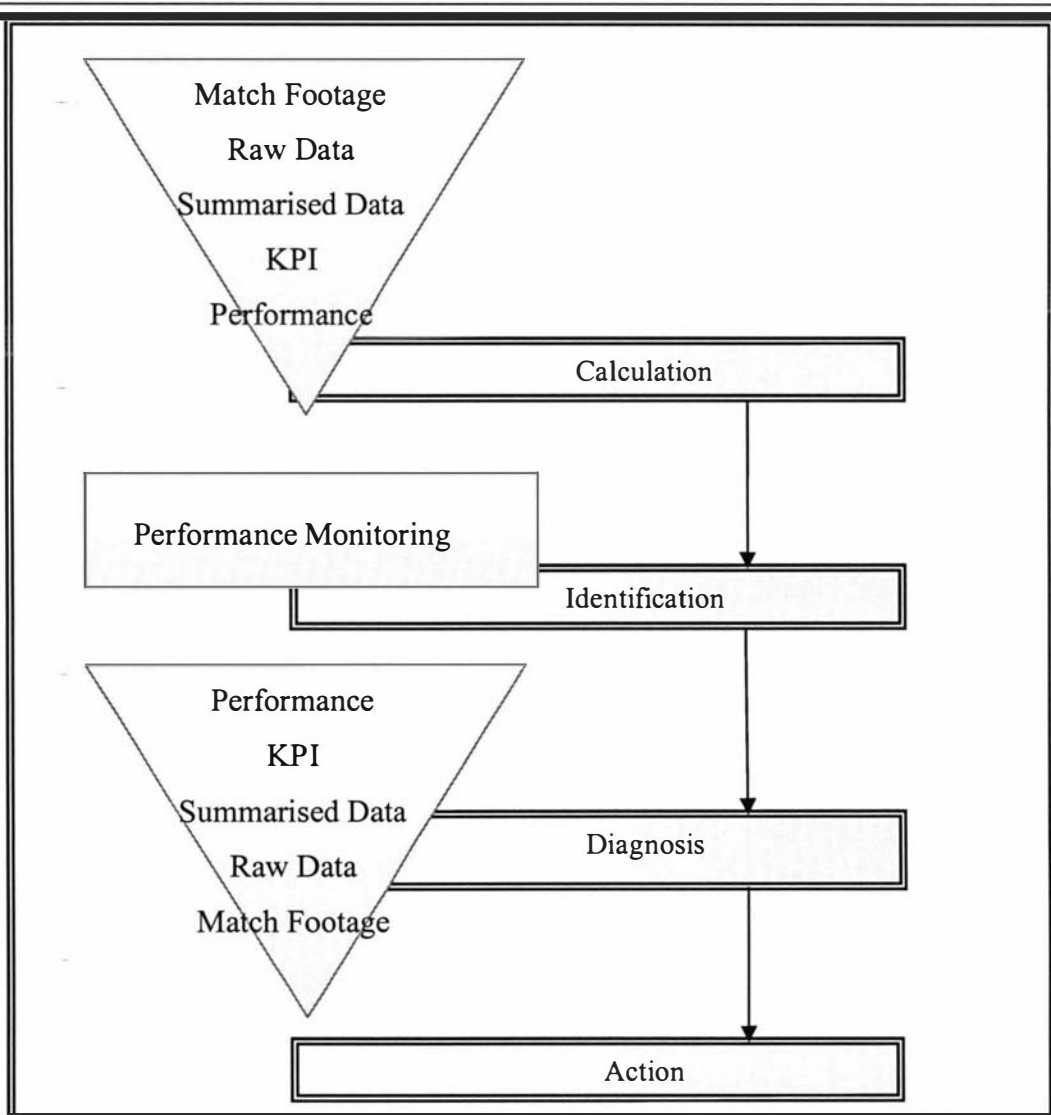 Match Footage
Raw Data
Summarised Data
KPI
Performance
Calculation
Performance Monitoring
Identification
Performance
KPI
Summarised Data
Diagnosis
Raw Data
Match Footage
Action